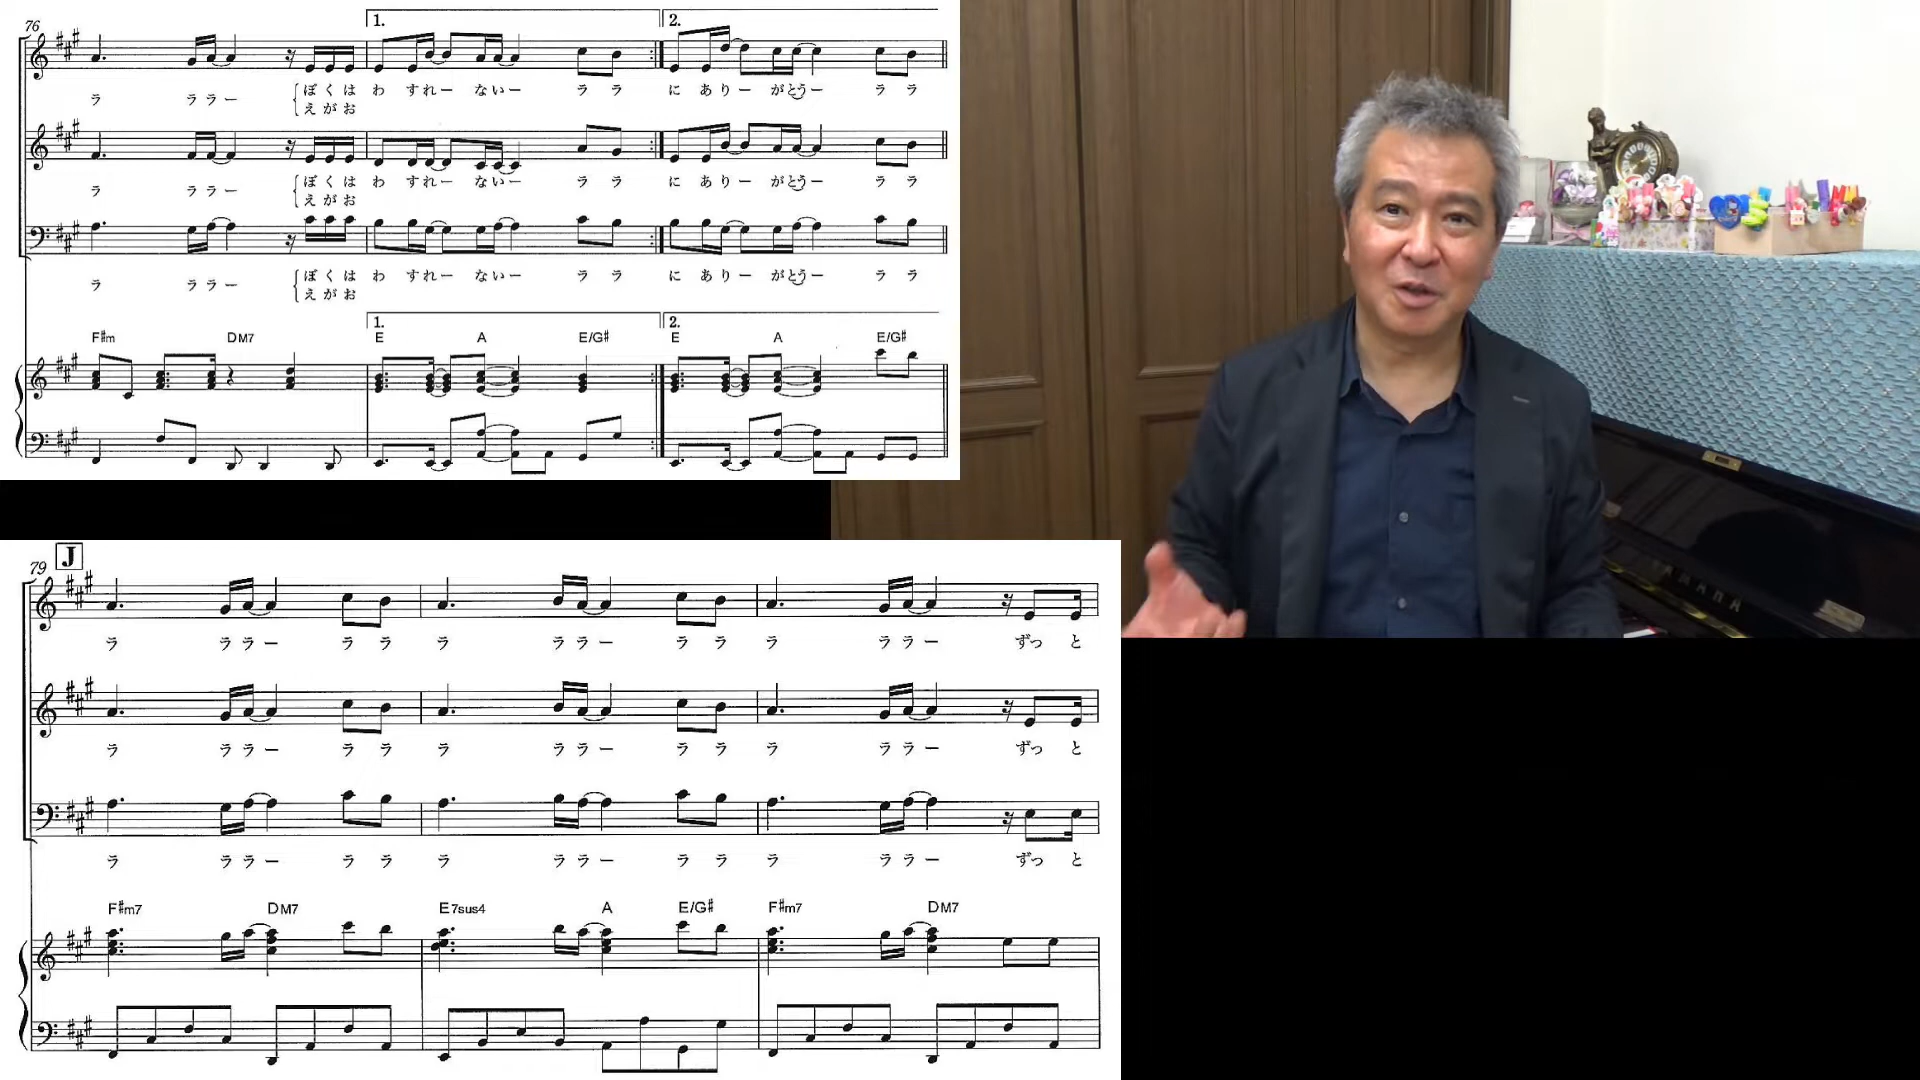 76
1. 2.
ラ ララー ぼくは わ すれー ないー ララ に ありー がとうー ララ
えがお
ラ ララー ぼくは わ すれー ないー ララ に ありー がとうー ララ
えがお
ラ ララー ぼくは わ すれー ないー ララ に ありー がとうー ララ
えがお
1. 2.
F#m DM7 E A E/G# E A E/G#
79 J
ラ ララー ララ ラ ララー ララ ラ ララー ずっ と
ラ ララー ララ ラ ララー ララ ラ ララー ずっ と
ラ ララー ララ ラ ララー ララ ラ ララー ずっ と
F#m7 DM7 E7sus4 A E/G# F#m7 DM7
YAMAHA